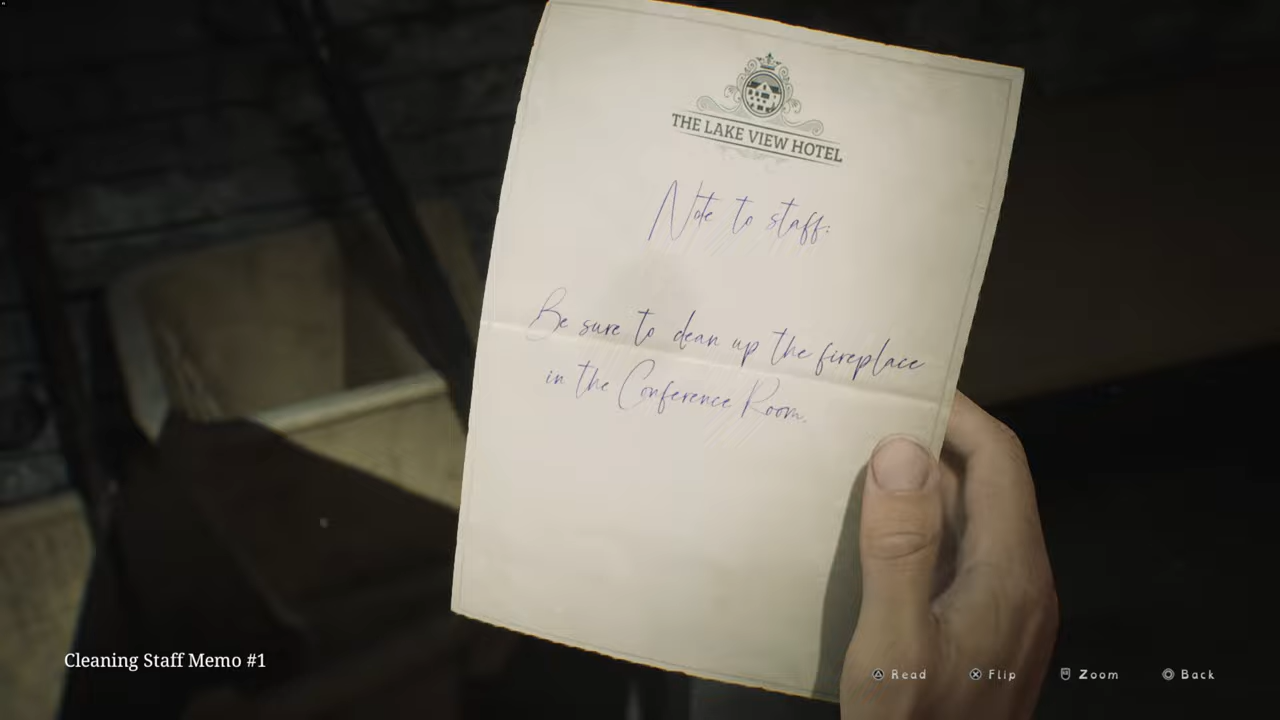 THE LAKE VIEW HOTEL
Note to staff:
Be sure to clean up the fireplace
in the Conference Room.
Cleaning Staff Memo #1
Read
Flip
Zoom
Back